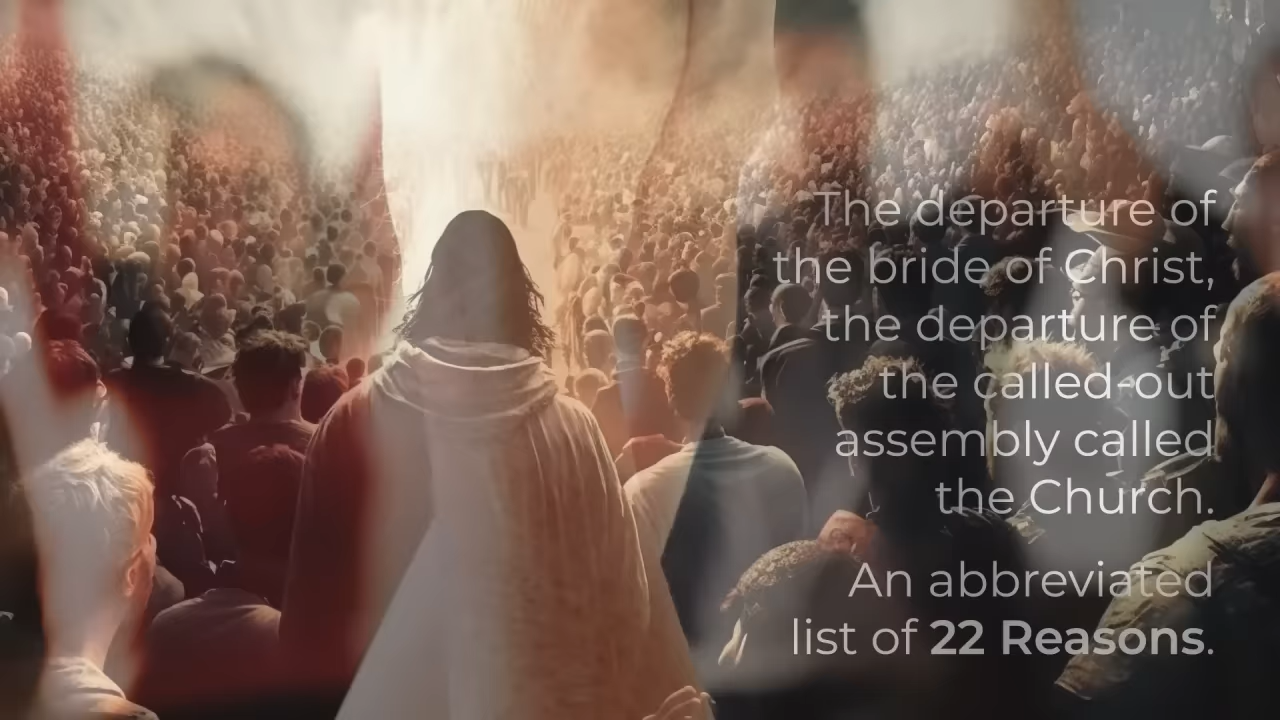 The departure of
the bride of Christ,
the departure of
the called-out
assembly called
the Church.
An abbreviated
list of 22 Reasons.